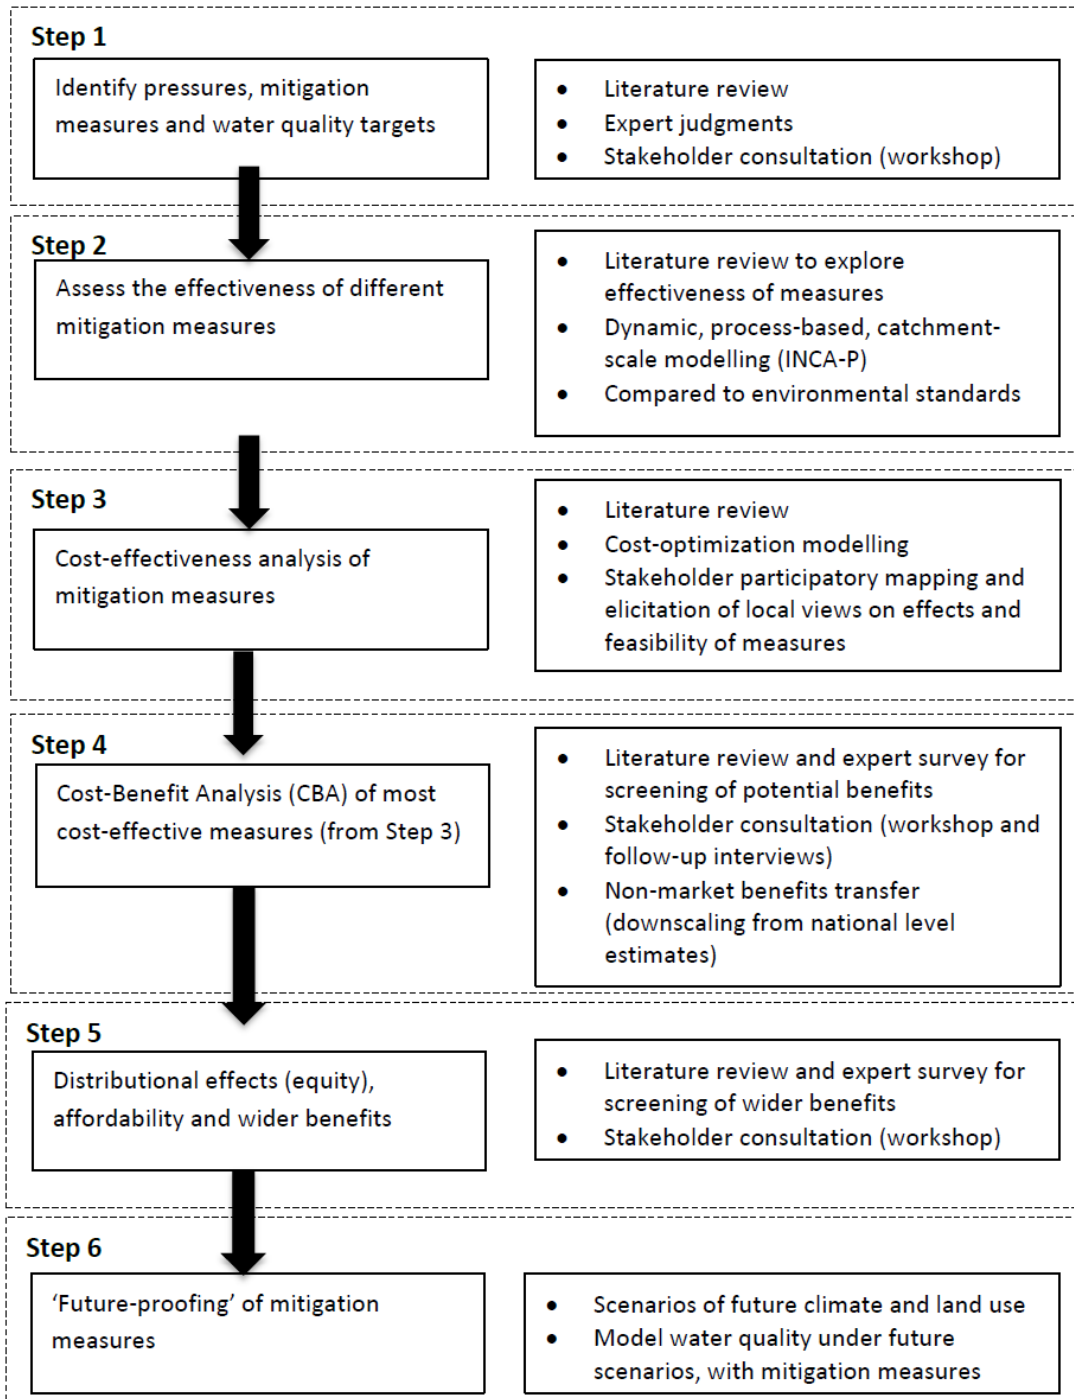 Step 1
Identify pressures, mitigation
measures and water quality targets
• Literature review
• Expert judgments
• Stakeholder consultation (workshop)
Step 2
Assess the effectiveness of different
mitigation measures
• Literature review to explore
effectiveness of measures
• Dynamic, process-based, catchment-
scale modelling (INCA-P)
• Compared to environmental standards
Step 3
Cost-effectiveness analysis of
mitigation measures
• Literature review
• Cost-optimization modelling
• Stakeholder participatory mapping and
elicitation of local views on effects and
feasibility of measures
Step 4
Cost-Benefit Analysis (CBA) of most
cost-effective measures (from Step 3)
• Literature review and expert survey for
screening of potential benefits
• Stakeholder consultation (workshop and
follow-up interviews)
• Non-market benefits transfer
(downscaling from national level
estimates)
Step 5
Distributional effects (equity),
affordability and wider benefits
• Literature review and expert survey for
screening of wider benefits
• Stakeholder consultation (workshop)
Step 6
‘Future-proofing’ of mitigation
measures
• Scenarios of future climate and land use
• Model water quality under future
scenarios, with mitigation measures